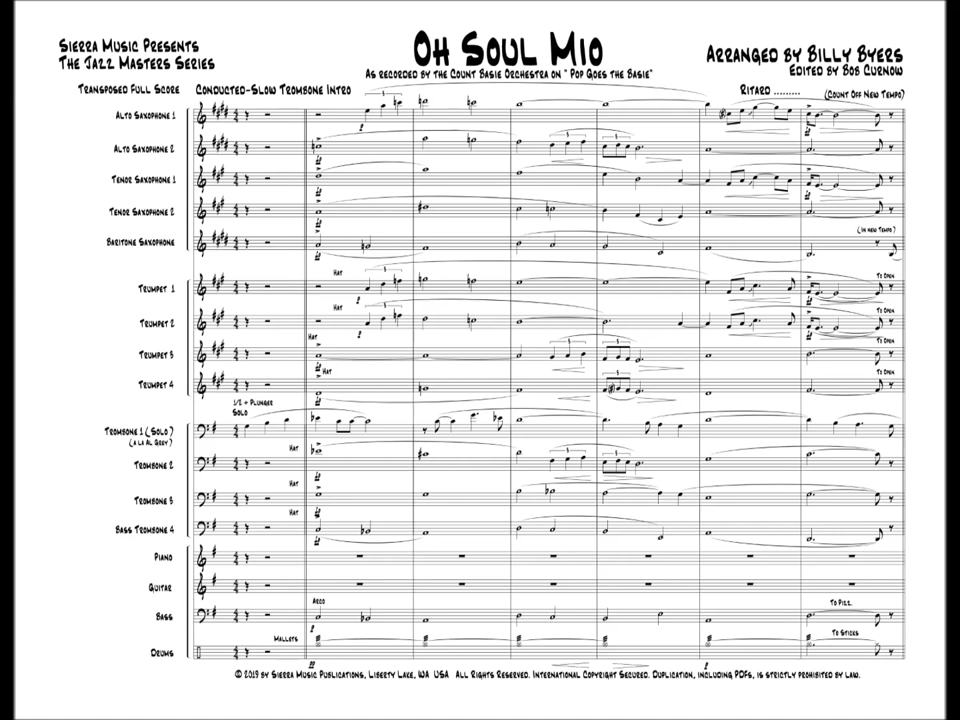 Sierra Music Presents
The Jazz Masters Series
Oh Soul Mio
As recorded by the Count Basie Orchestra on " Pop Goes the Basie"
Arranged by Billy Byers
Edited by Bob Curnow
Transposed Full Score
Conducted-Slow Trombone Intro
Ritard .........
(Count Off New Tempo)
Alto Saxophone 1
Alto Saxophone 2
Tenor Saxophone 1
Tenor Saxophone 2
(In new tempo)
Baritone Saxophone
Hat
To Open
Trumpet 1
Hat
To Open
Trumpet 2
Hat
To Open
Trumpet 3
Hat
To Open
Trumpet 4
1/2 + Plunger
Solo
Trombone 1 (Solo)
(a la Al Grey)
Hat
Trombone 2
Hat
Trombone 3
Hat
Bass Trombone 4
Piano
Guitar
Arco
To Pizz.
Bass
Mallets
To Sticks
Drums
© 2019 by Sierra Music Publications, Liberty Lake, WA USA All Rights Reserved. International Copyright Secured. Duplication, including PDFs, is strictly prohibited by law.